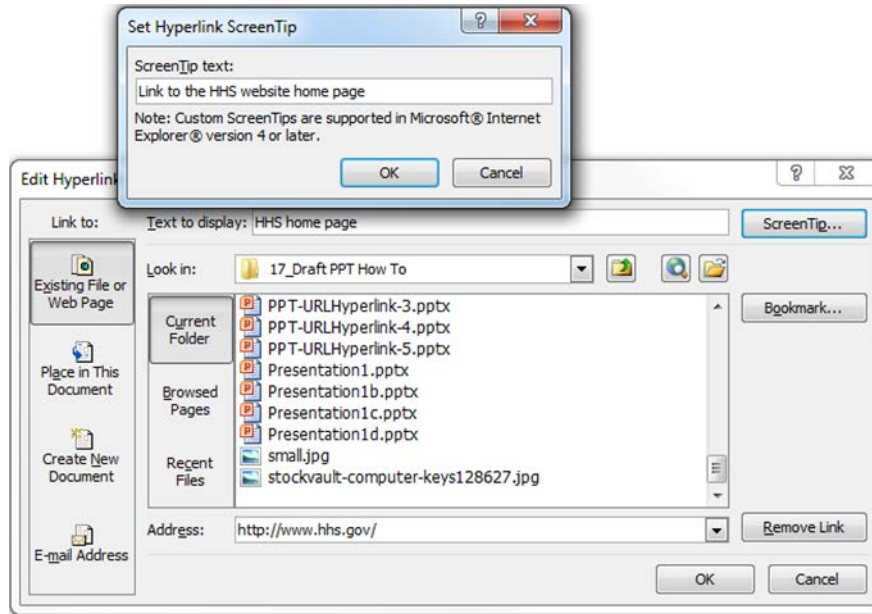 Set Hyperlink ScreenTip
ScreenTip text:
Link to the HHS website home page
Note: Custom ScreenTips are supported in Microsoft® Internet
Explorer® version 4 or later.
OK Cancel
Edit Hyperlink
Link to: Text to display: HHS home page ScreenTip...
Existing File or
Web Page
Place in This
Document
Create New
Document
E-mail Address
Look in: 17_Draft PPT How To
Current
Folder
Browsed
Pages
Recent
Files
PPT-URLHyperlink-3.pptx
PPT-URLHyperlink-4.pptx
PPT-URLHyperlink-5.pptx
Presentation1.pptx
Presentation1b.pptx
Presentation1c.pptx
Presentation1d.pptx
small.jpg
stockvault-computer-keys128627.jpg
Bookmark...
Address: http://www.hhs.gov/ Remove Link
OK Cancel